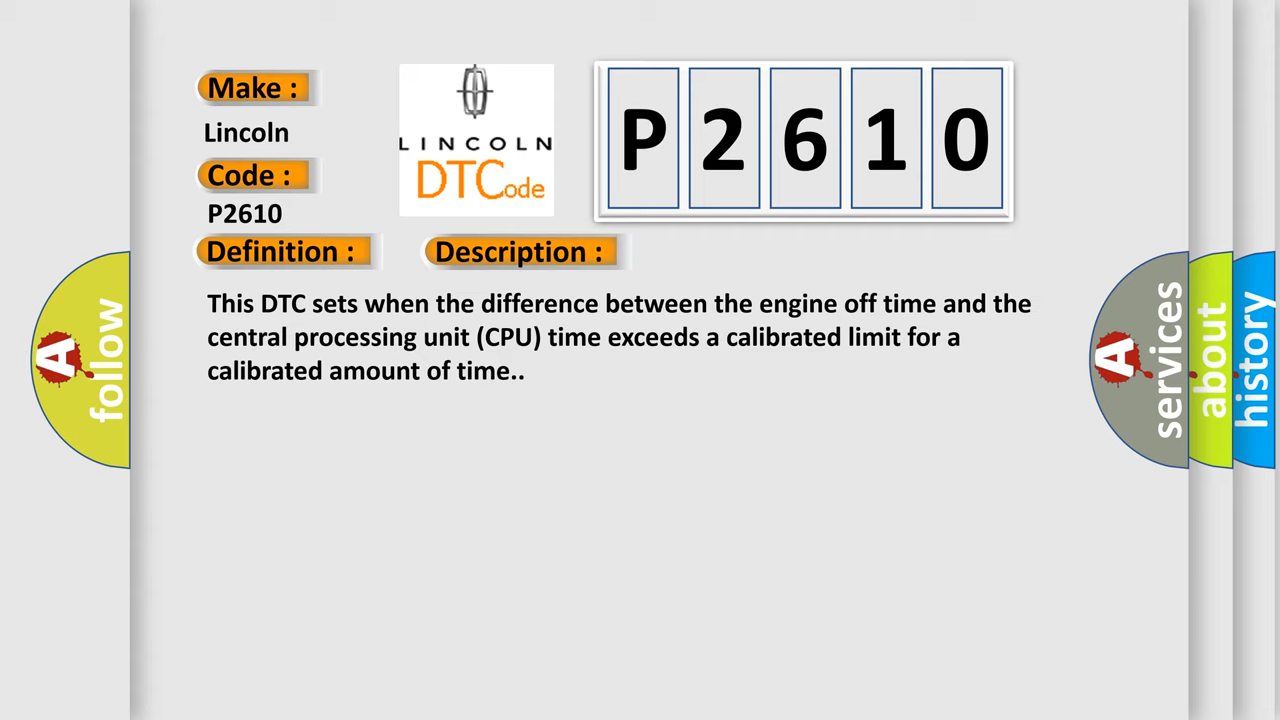 Make :
Lincoln
Code :
P2610
LINCOLN
DTCode
P 2 6 1 0
Definition :
Description :
This DTC sets when the difference between the engine off time and the
central processing unit (CPU) time exceeds a calibrated limit for a
calibrated amount of time..
A
follow
A
services
about
history